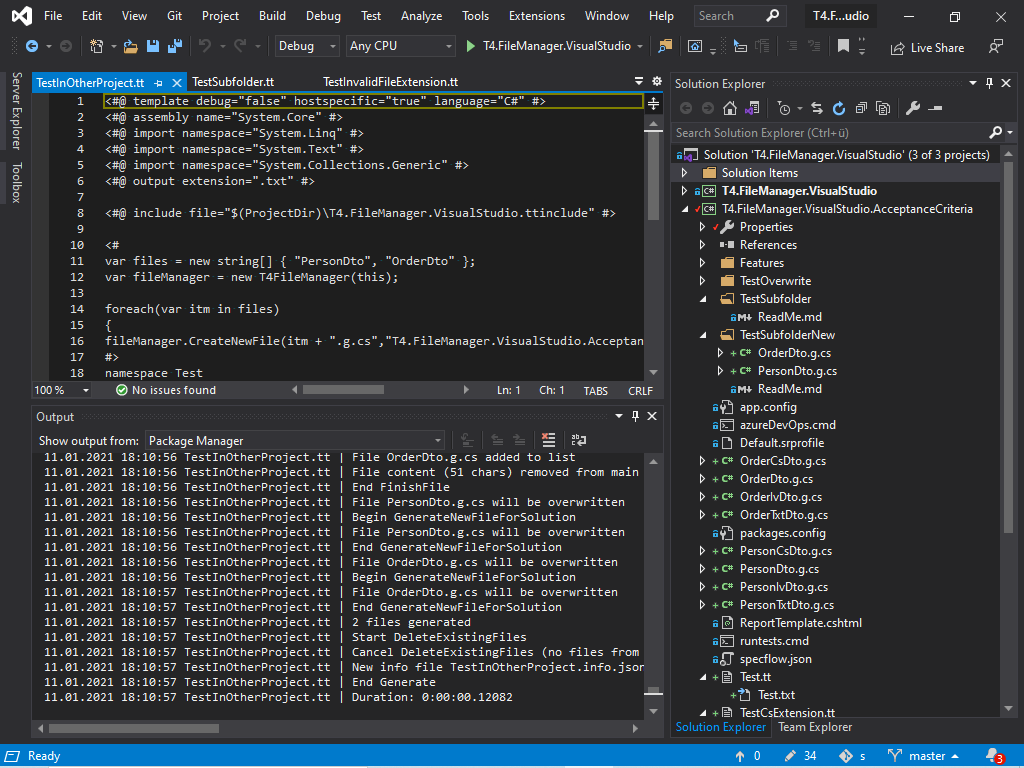 File Edit View Git Project Build Debug Test Analyze Tools Extensions Window Help Search T4.F...udio
Debug Any CPU T4.FileManager.VisualStudio Live Share
Server Explorer
Toolbox
TestInOtherProject.tt TestSubfolder.tt TestInvalidFileExtension.tt
1 <#@ template debug="false" hostspecific="true" language="C#" #>
2 <#@ assembly name="System.Core" #>
3 <#@ import namespace="System.Linq" #>
4 <#@ import namespace="System.Text" #>
5 <#@ import namespace="System.Collections.Generic" #>
6 <#@ output extension=".txt" #>
7
8 <#@ include file="$(ProjectDir)\T4.FileManager.VisualStudio.ttinclude" #>
9
10 <#
11 var files = new string[] { "PersonDto", "OrderDto" };
12 var fileManager = new T4FileManager(this);
13
14 foreach(var itm in files)
15 {
16 fileManager.CreateNewFile(itm + ".g.cs","T4.FileManager.VisualStudio.Acceptan
17 #>
18 namespace Test
100 % No issues found Ln: 1 Ch: 1 TABS CRLF
Output
Show output from: Package Manager
11.01.2021 18:10:56 TestInOtherProject.tt | File OrderDto.g.cs added to list
11.01.2021 18:10:56 TestInOtherProject.tt | File content (51 chars) removed from main
11.01.2021 18:10:56 TestInOtherProject.tt | End FinishFile
11.01.2021 18:10:56 TestInOtherProject.tt | File PersonDto.g.cs will be overwritten
11.01.2021 18:10:56 TestInOtherProject.tt | Begin GenerateNewFileForSolution
11.01.2021 18:10:56 TestInOtherProject.tt | File PersonDto.g.cs will be overwritten
11.01.2021 18:10:56 TestInOtherProject.tt | End GenerateNewFileForSolution
11.01.2021 18:10:56 TestInOtherProject.tt | File OrderDto.g.cs will be overwritten
11.01.2021 18:10:56 TestInOtherProject.tt | Begin GenerateNewFileForSolution
11.01.2021 18:10:57 TestInOtherProject.tt | File OrderDto.g.cs will be overwritten
11.01.2021 18:10:57 TestInOtherProject.tt | End GenerateNewFileForSolution
11.01.2021 18:10:57 TestInOtherProject.tt | 2 files generated
11.01.2021 18:10:57 TestInOtherProject.tt | Start DeleteExistingFiles
11.01.2021 18:10:57 TestInOtherProject.tt | Cancel DeleteExistingFiles (no files from
11.01.2021 18:10:57 TestInOtherProject.tt | New info file TestInOtherProject.info.json
11.01.2021 18:10:57 TestInOtherProject.tt | End Generate
11.01.2021 18:10:57 TestInOtherProject.tt | Duration: 0:00:00.12082
Solution Explorer
Search Solution Explorer (Ctrl+ü)
Solution 'T4.FileManager.VisualStudio' (3 of 3 projects)
Solution Items
C# T4.FileManager.VisualStudio
C# T4.FileManager.VisualStudio.AcceptanceCriteria
Properties
References
Features
TestOverwrite
TestSubfolder
M ReadMe.md
TestSubfolderNew
+ C# OrderDto.g.cs
+ C# PersonDto.g.cs
M ReadMe.md
app.config
azureDevOps.cmd
Default.srprofile
+ C# OrderCsDto.g.cs
+ C# OrderDto.g.cs
+ C# OrderIvDto.g.cs
+ C# OrderTxtDto.g.cs
packages.config
+ C# PersonCsDto.g.cs
+ C# PersonDto.g.cs
+ C# PersonIvDto.g.cs
+ C# PersonTxtDto.g.cs
ReportTemplate.cshtml
runtests.cmd
specflow.json
+ Test.tt
+ Test.txt
+ TestCsExtension.tt
Solution Explorer Team Explorer
Ready 0 34 s master 3